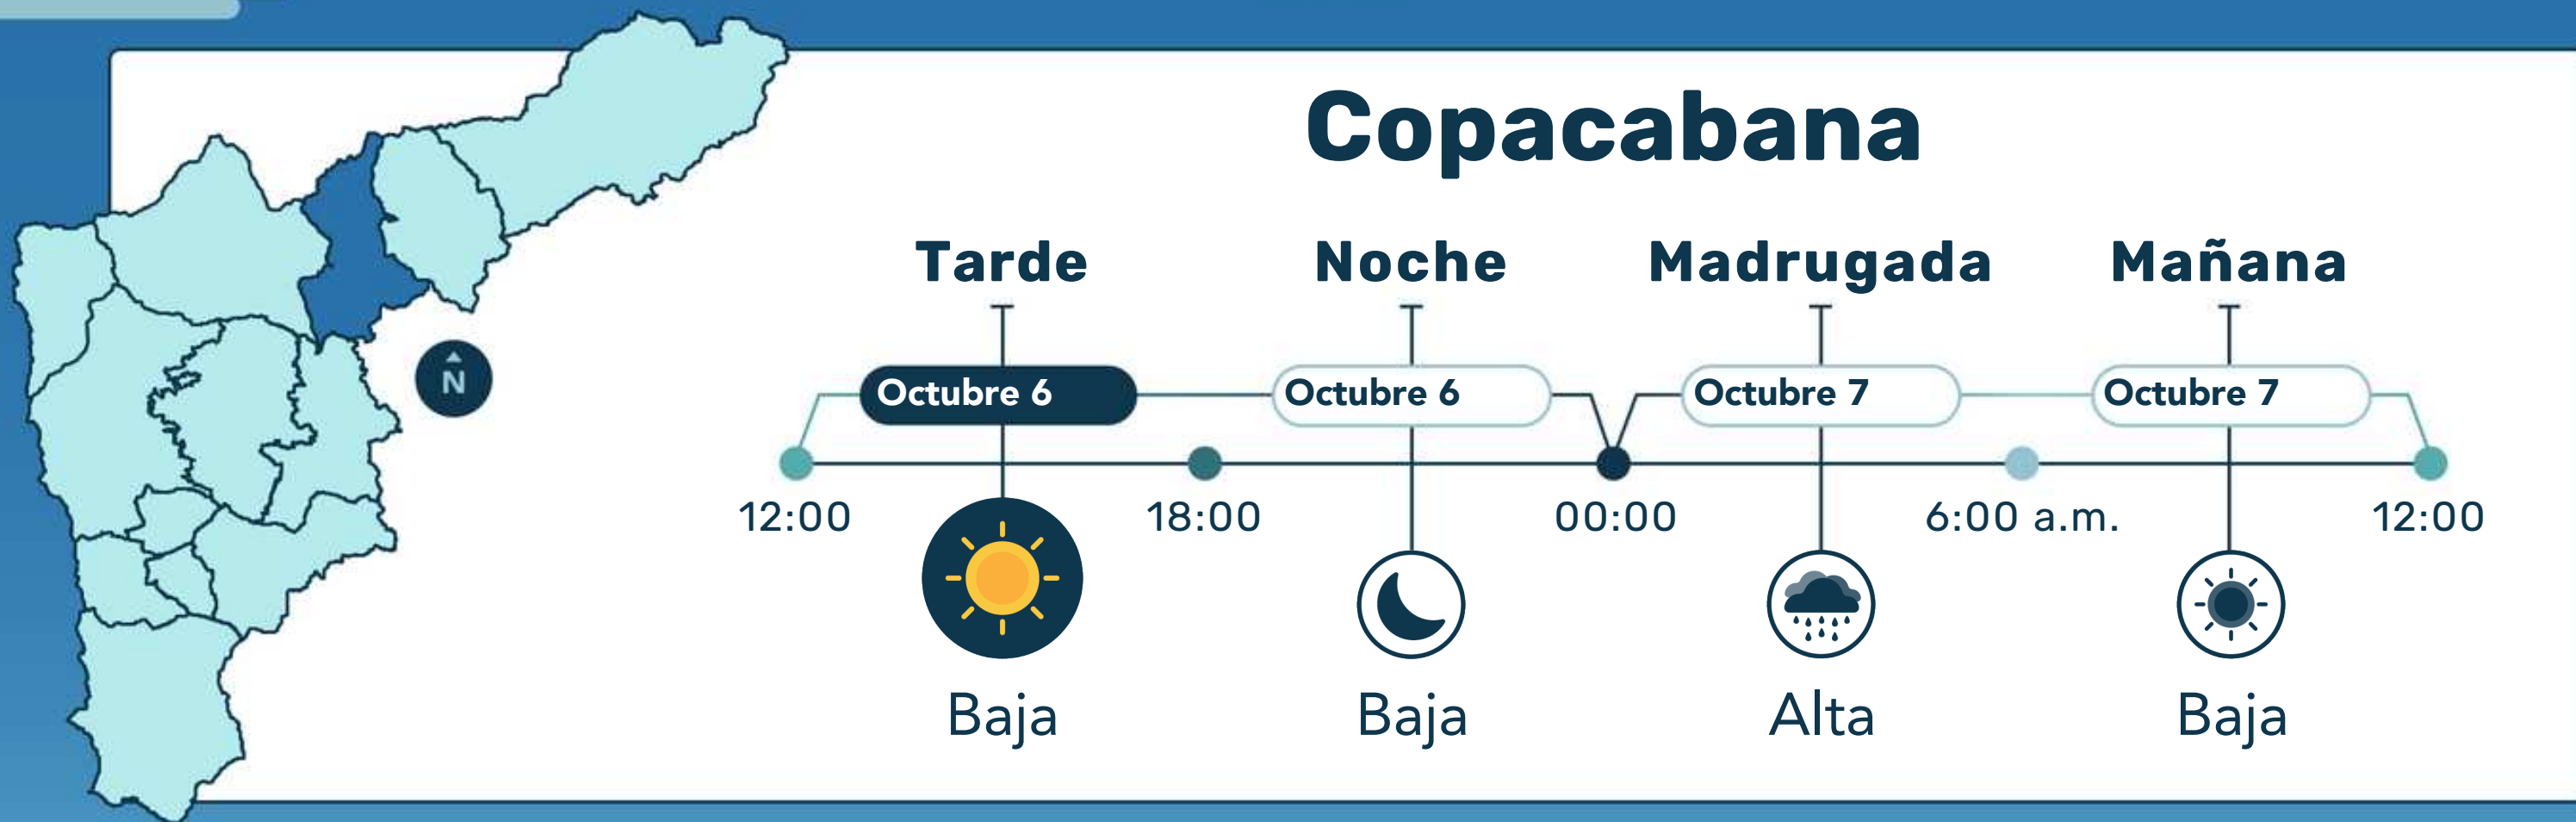 Copacabana
Tarde Noche Madrugada Mañana
Octubre 6 Octubre 6 Octubre 7 Octubre 7
N
12:00 18:00 00:00 6:00 a.m. 12:00
Baja Baja Alta Baja